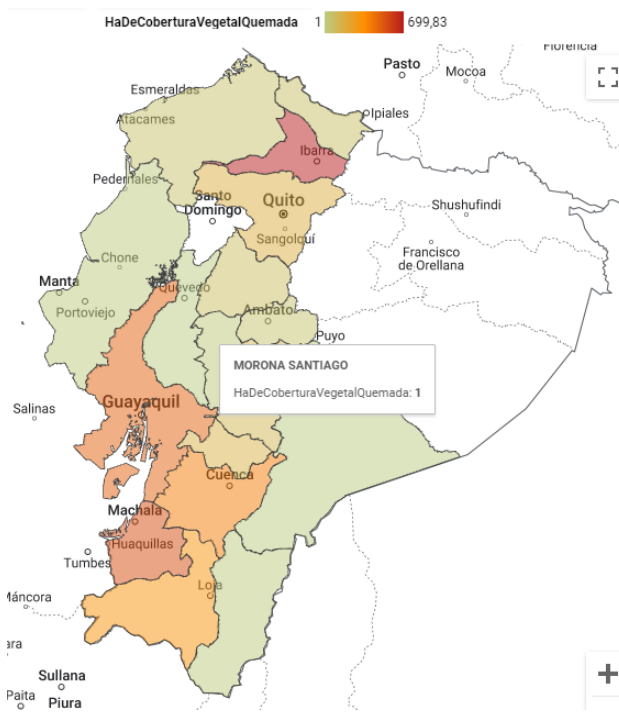 HaDeCoberturaVegetalQuemada 1 699,83
Florencia
Pasto
Mocoa
Esmeraldas
Atacames
Ipiales
Ibarra
Pedernales
Santo
Domingo
Quito
Shushufindi
Sangolquí
Francisco
de Orellana
Chone
Manta
Quevedo
Portoviejo
Ambato
Puyo
MORONA SANTIAGO
HaDeCoberturaVegetalQuemada: 1
Salinas
Guayaquil
Cuenca
Machala
Huaquillas
Tumbes
Loja
Máncora
ara
Sullana
Paita
Piura